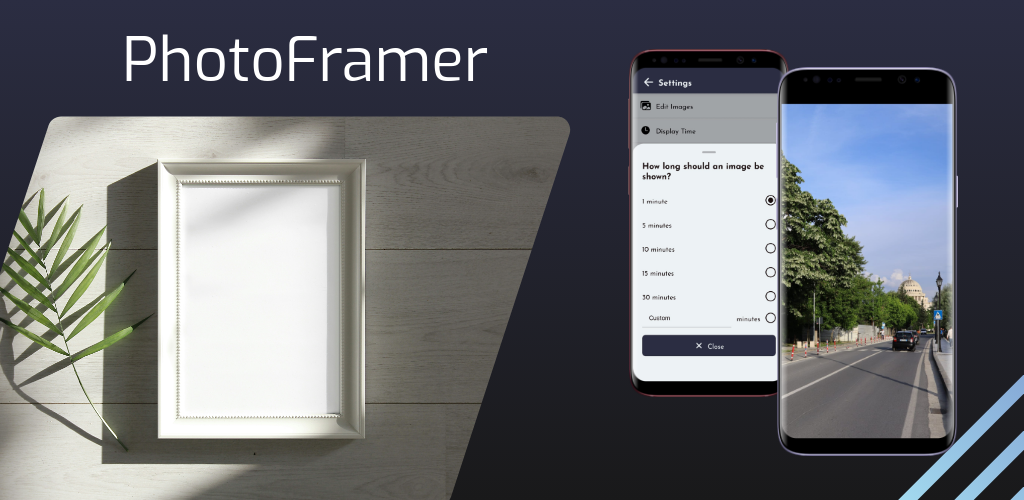 PhotoFramer
Settings
Edit Images
Display Time
How long should an image be
shown?
1 minute
5 minutes
10 minutes
15 minutes
30 minutes
Custom minutes
Close